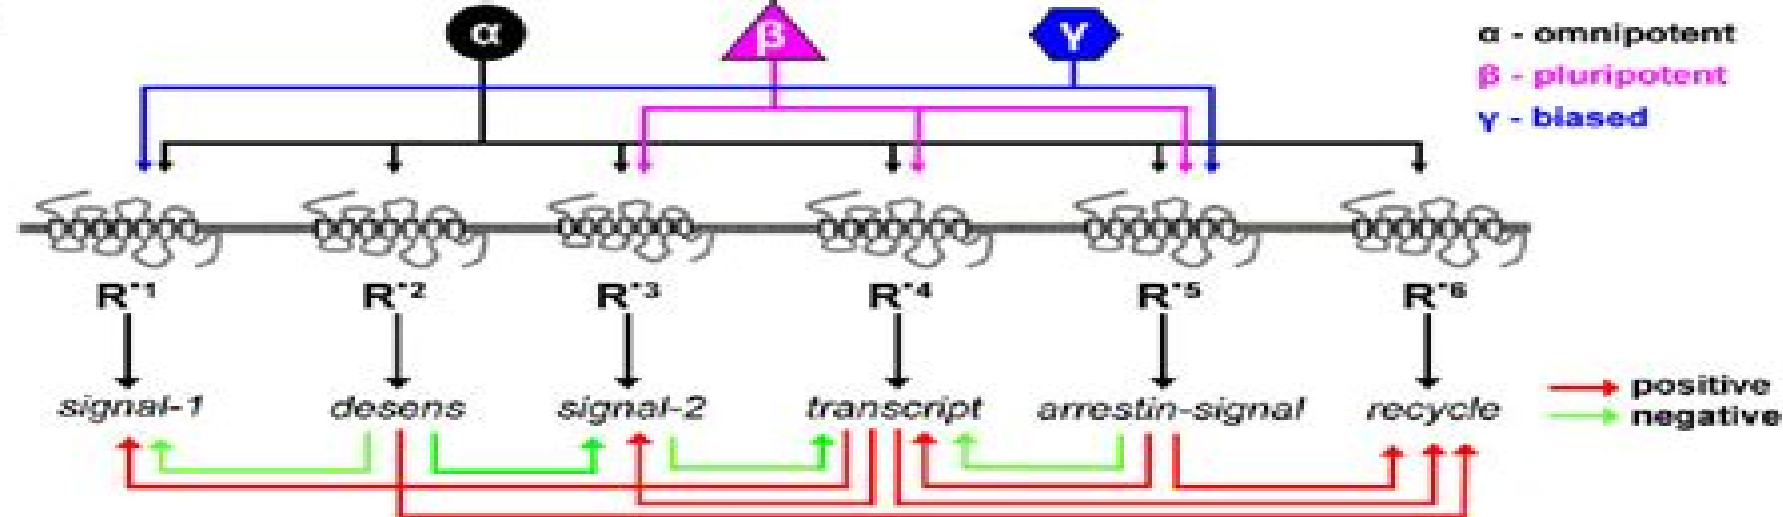 α
β
γ
α - omnipotent
β - pluripotent
γ - biased
R*1
R*2
R*3
R*4
R*5
R*6
signal-1
desens
signal-2
transcript
arrestin-signal
recycle
positive
negative